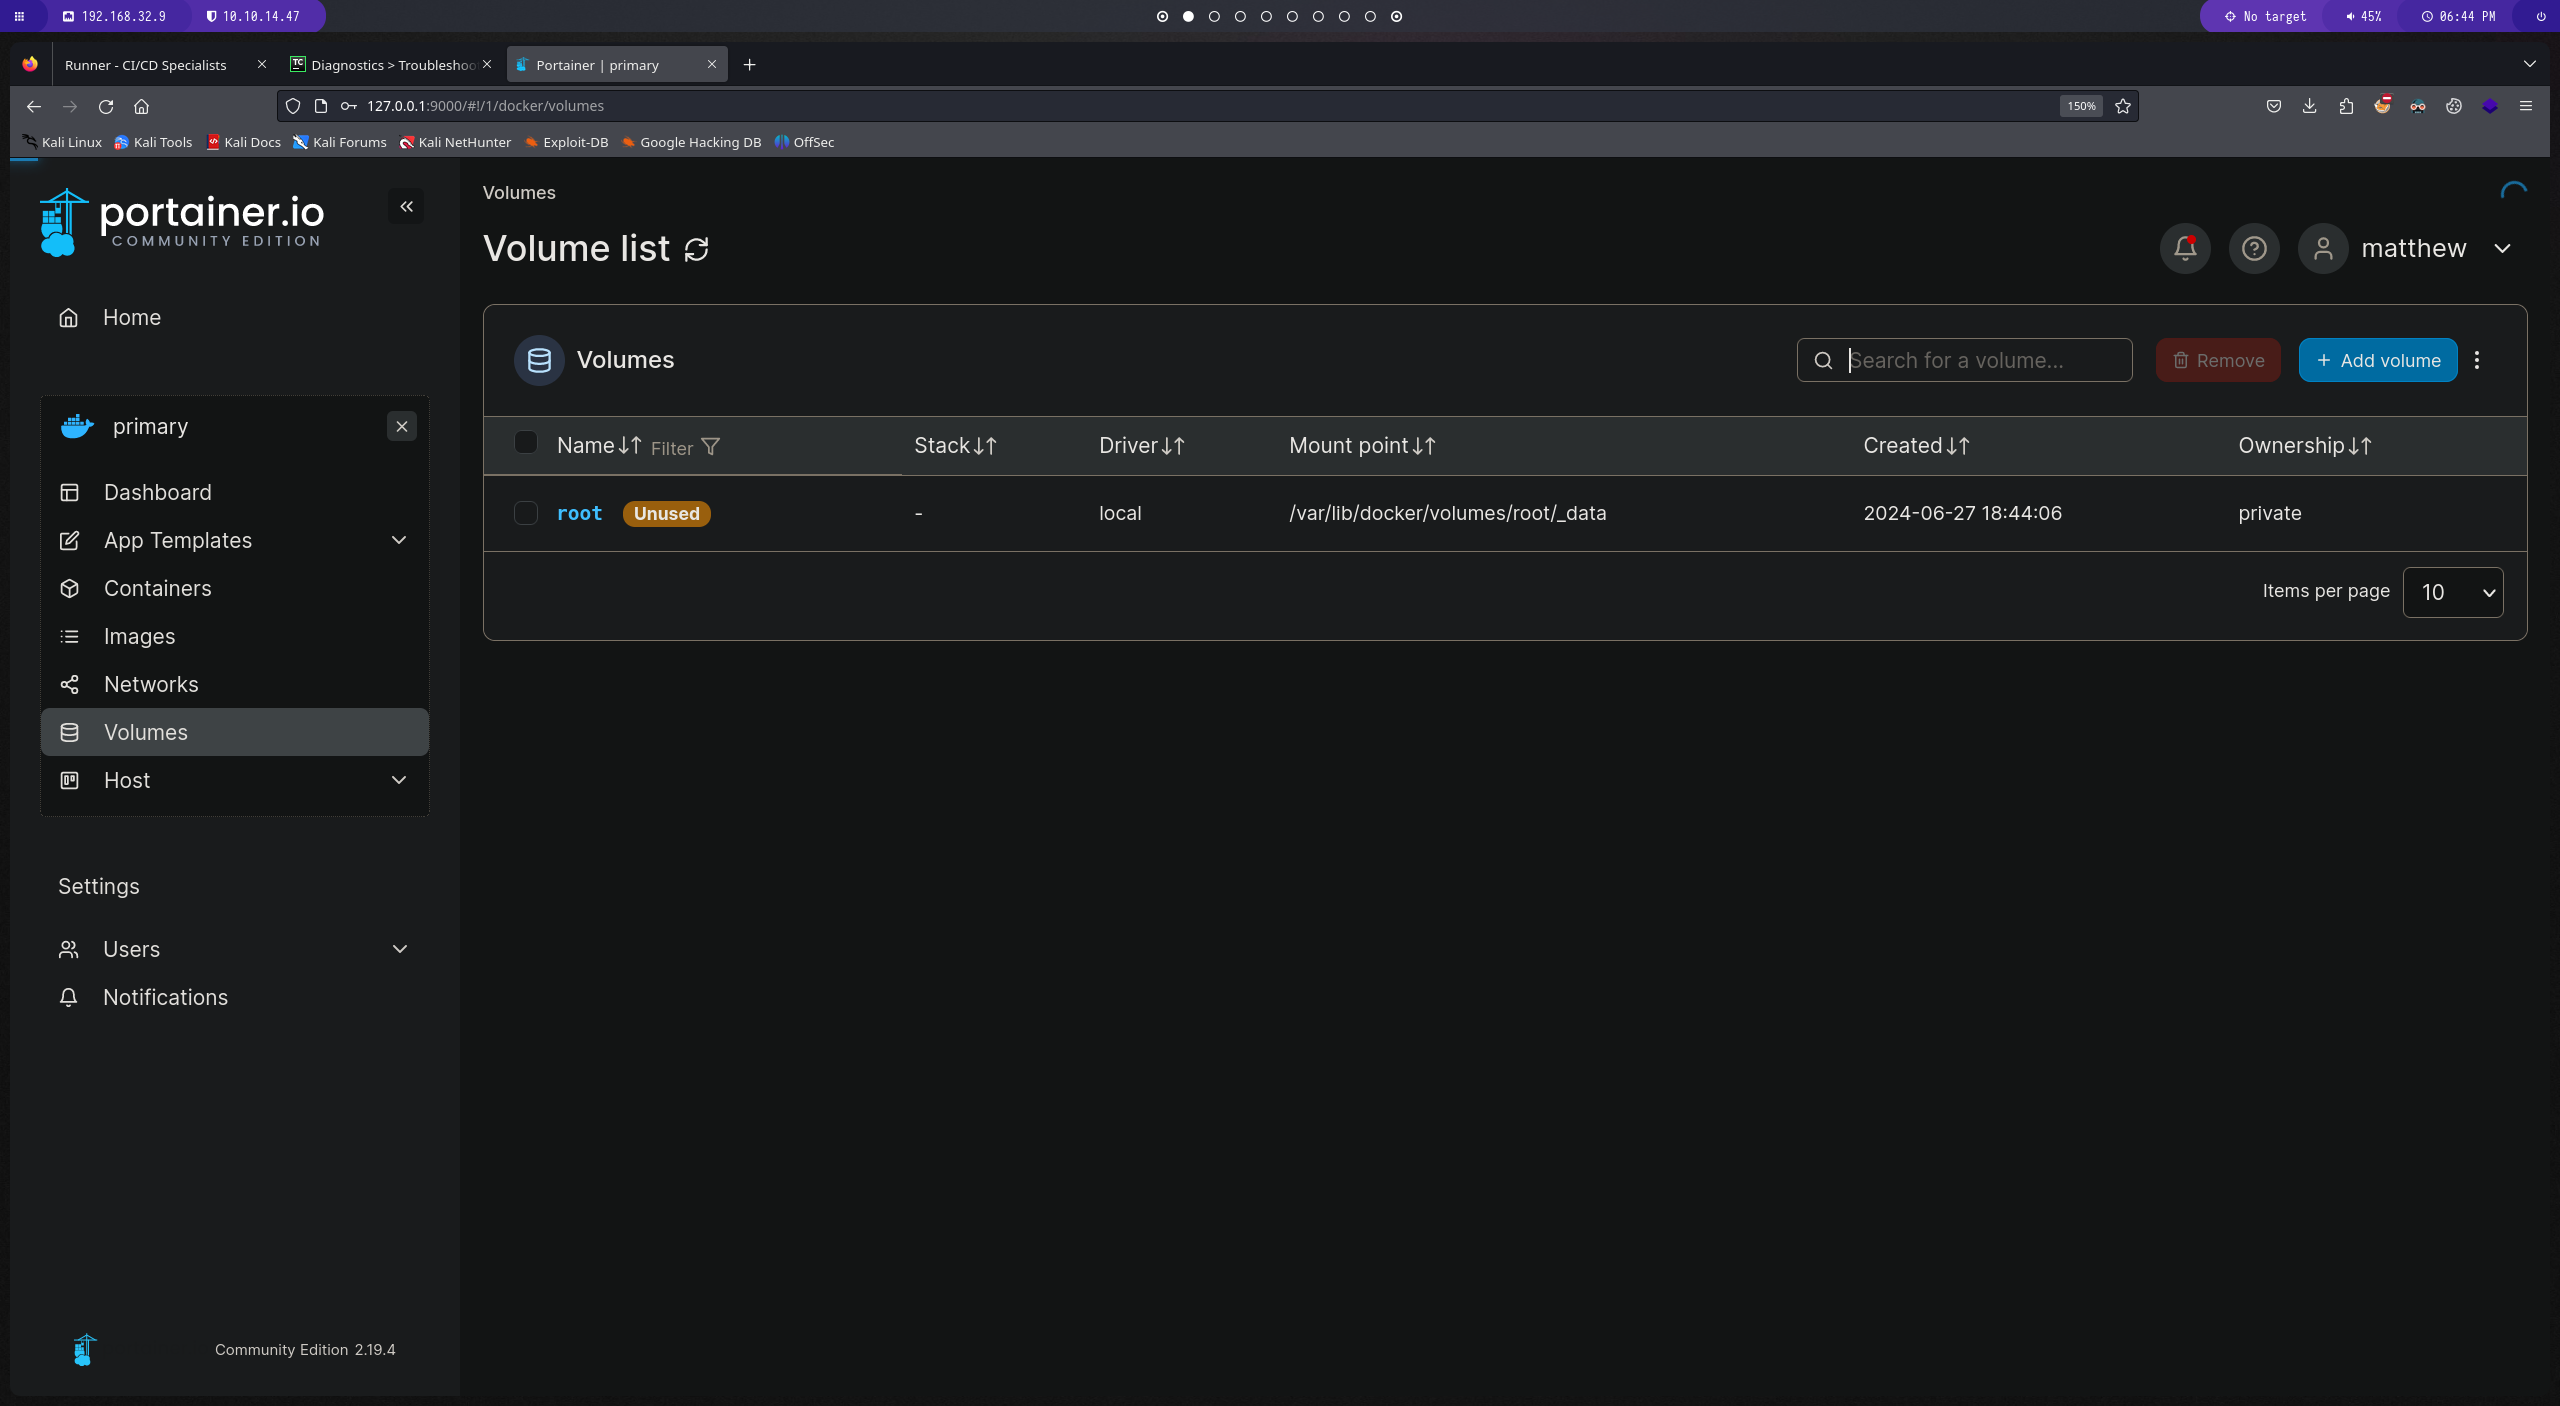 192.168.32.9
10.10.14.47
No target
45%
06:44 PM
Runner - CI/CD Specialists
TC
Diagnostics > Troubleshoo
Portainer | primary
127.0.0.1:9000/#!/1/docker/volumes
150%
Kali Linux
Kali Tools
Kali Docs
Kali Forums
Kali NetHunter
Exploit-DB
Google Hacking DB
OffSec
portainer.io
COMMUNITY EDITION
Home
primary
Dashboard
App Templates
Containers
Images
Networks
Volumes
Host
Settings
Users
Notifications
Community Edition 2.19.4
Volumes
Volume list
matthew
Volumes
Search for a volume...
Remove
Add volume
Name Filter Stack Driver Mount point Created Ownership
root Unused - local /var/lib/docker/volumes/root/_data 2024-06-27 18:44:06 private
Items per page 10